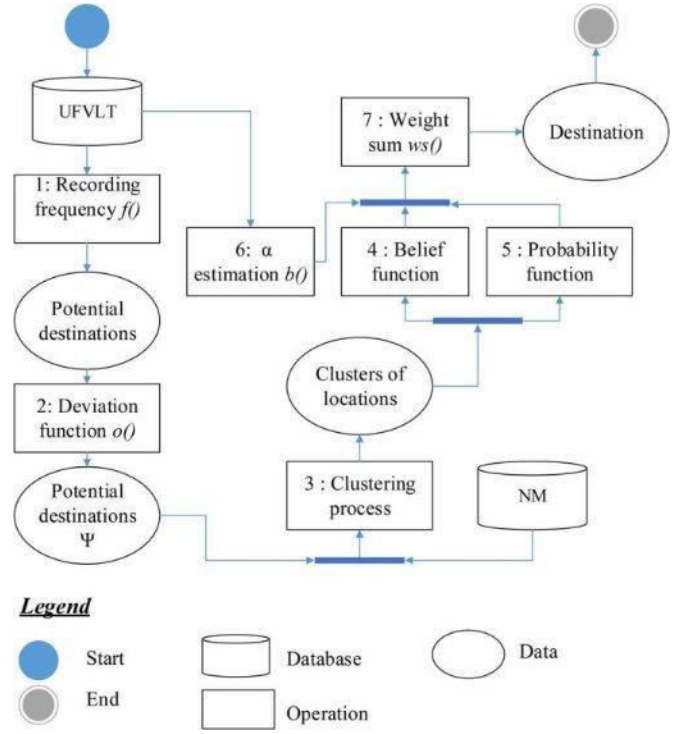 UFVLT
1: Recording
frequency f()
Potential
destinations
2: Deviation
function o()
Potential
destinations
Ψ
6: α
estimation b()
7 : Weight
sum ws()
Destination
4 : Belief
function
5 : Probability
function
Clusters of
locations
3 : Clustering
process
NM
Legend
Start
End
Database
Operation
Data